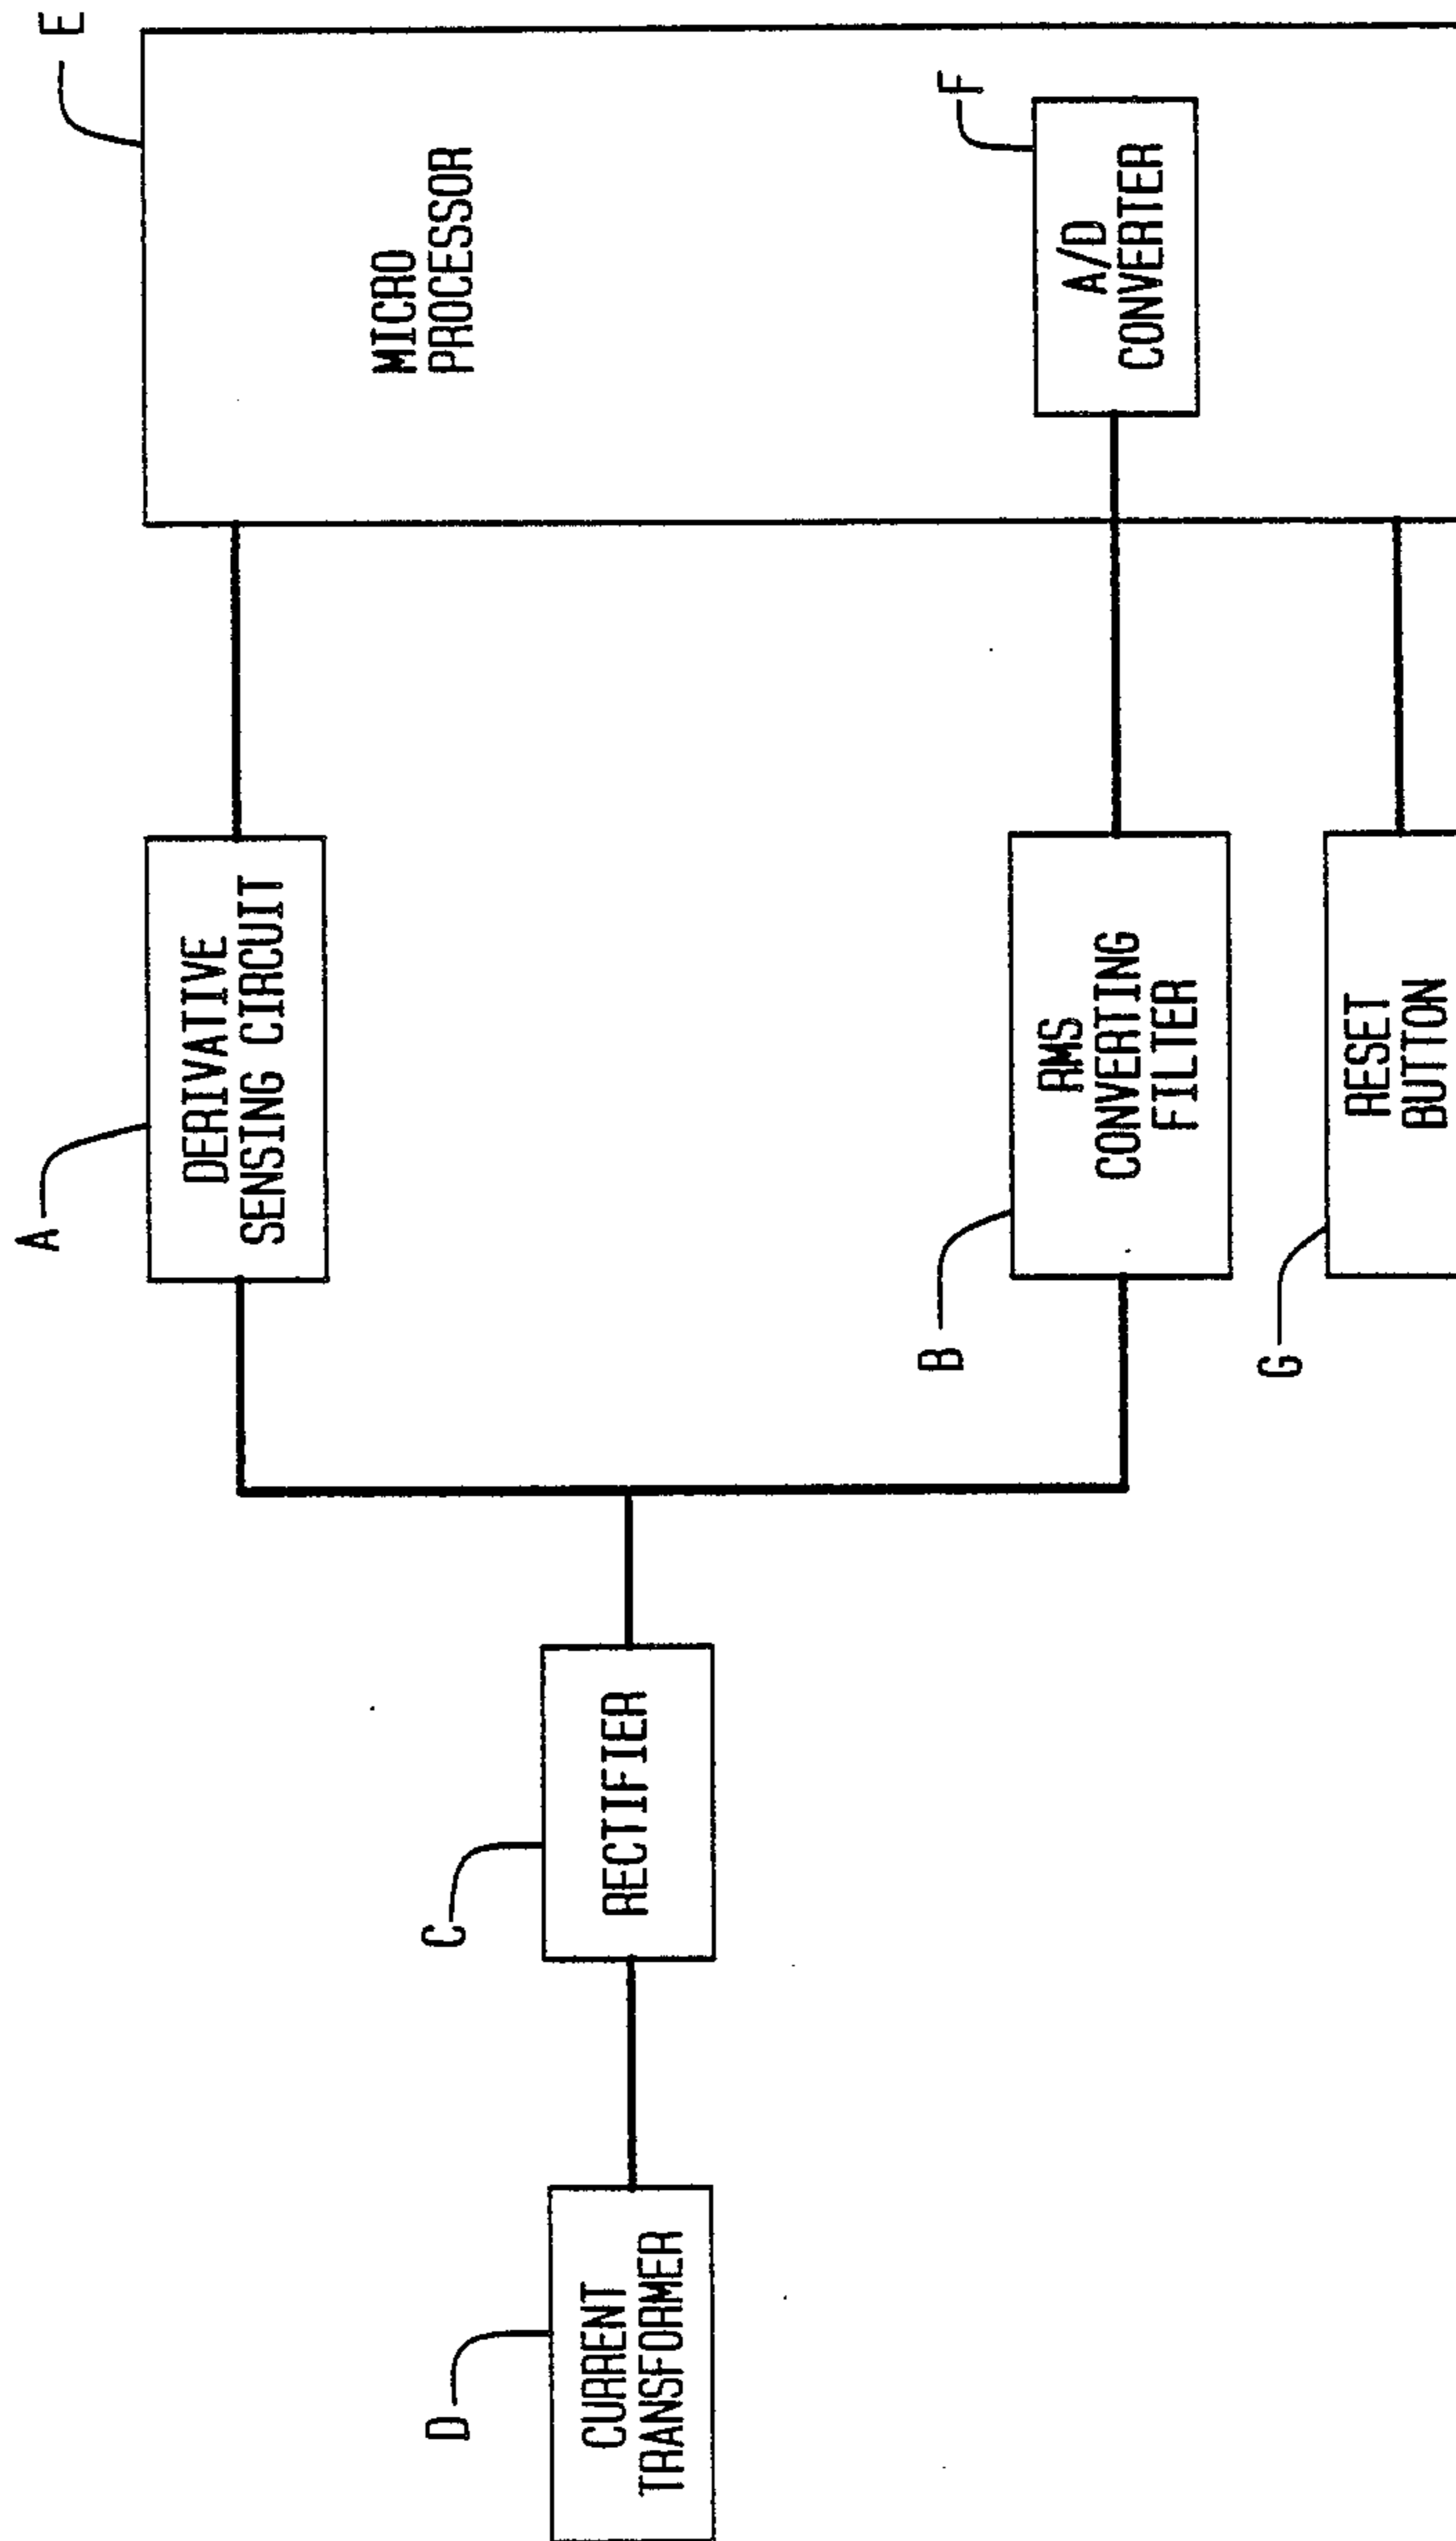 E
MICRO
PROCESSOR
F
A/D
CONVERTER
A
DERIVATIVE
SENSING CIRCUIT
B
RMS
CONVERTING
FILTER
G
RESET
BUTTON
C
RECTIFIER
D
CURRENT
TRANSFORMER